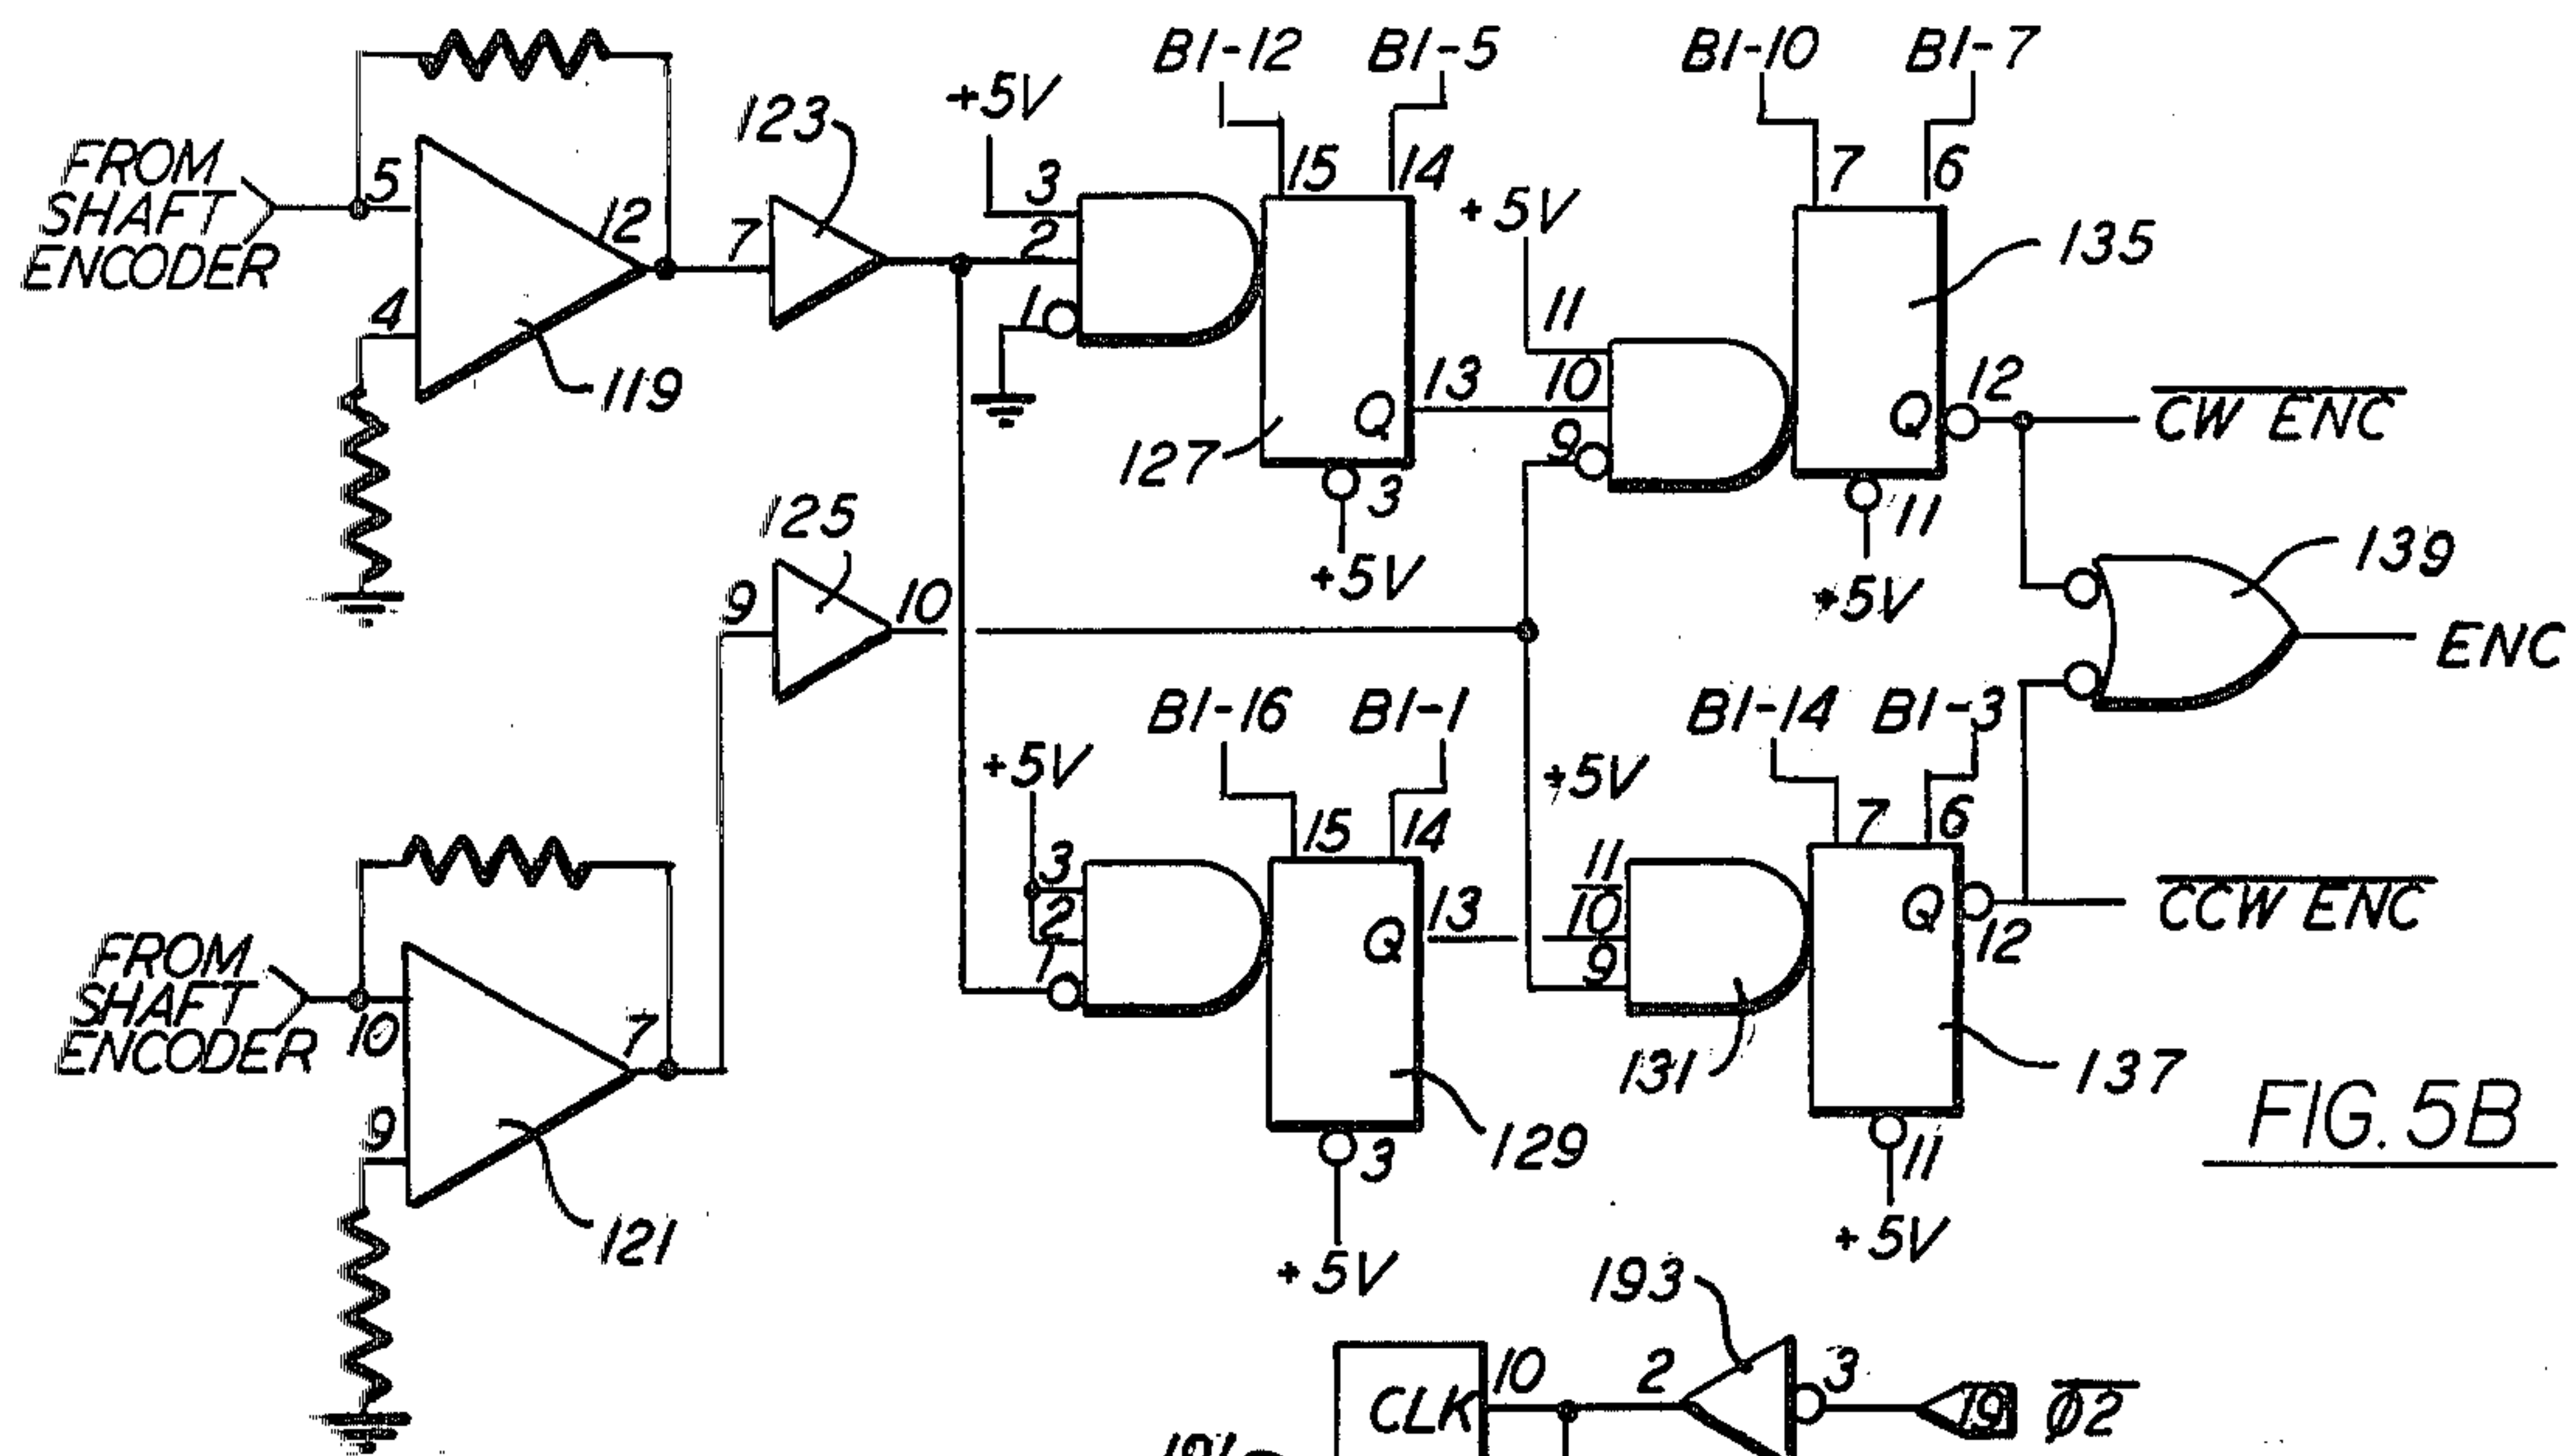 B1-12 B1-5 B1-10 B1-7
+5V
123
FROM
SHAFT
ENCODER
5
12
7
4
119
3
2
1
15 14
+5V
7 6
135
11
10
9
13
Q
127
3
+5V
Q
12
CW ENC
11
+5V
125
9
10
139
ENC
B1-16 B1-1
B1-14 B1-3
+5V
+5V
3
2
1
15 14
7 6
11
10
9
13
Q
Q
12
CCW ENC
FROM
SHAFT
ENCODER
10
7
9
121
131
129
137
3
+5V
11
+5V
FIG. 5B
193
CLK
10
2
3
19
Ø2